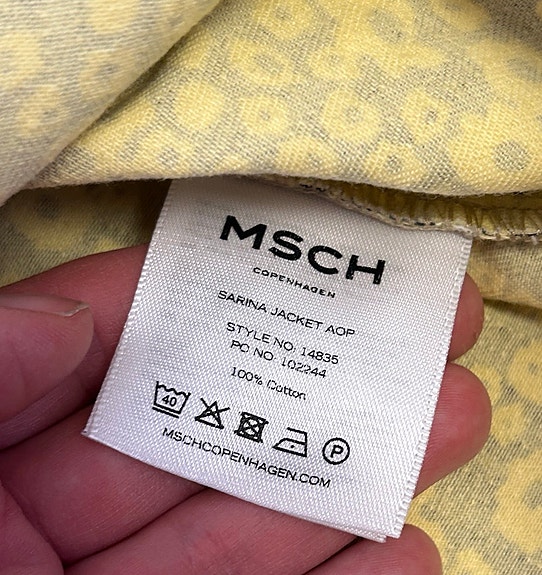 MSCH
COPENHAGEN
SARINA JACKET AOP
STYLE NO: 14835
PO NO: 102244
100% Cotton
40
P
MSCHCOPENHAGEN.COM